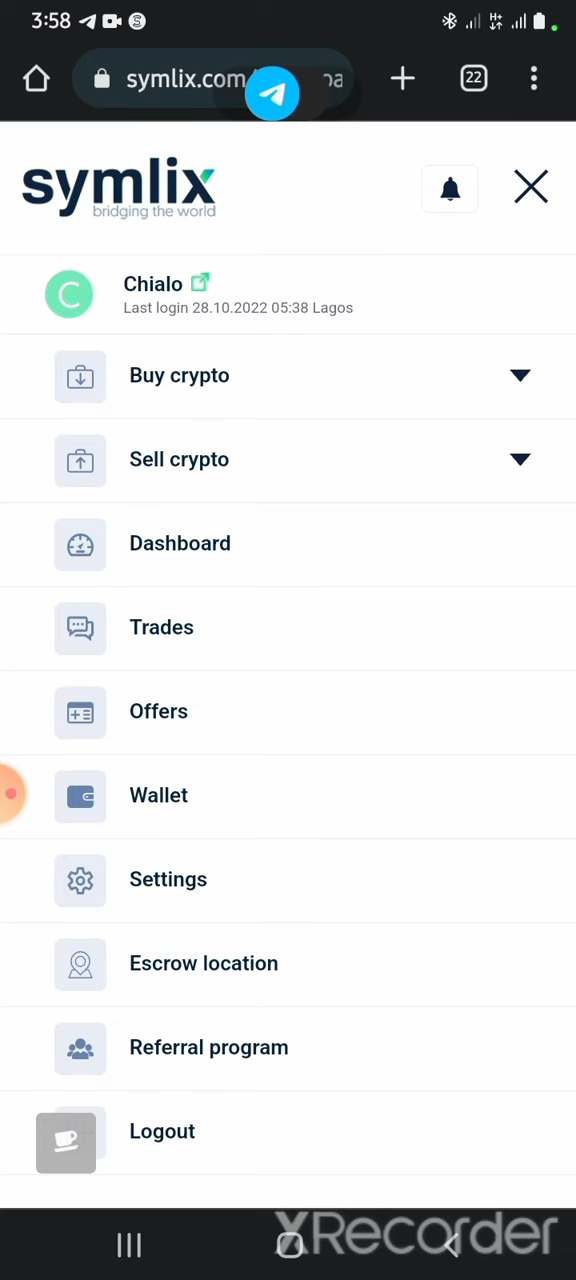 3:58
symlix.com
22
symlix
bridging the world
C
Chialo
Last login 28.10.2022 05:38 Lagos
Buy crypto
Sell crypto
Dashboard
Trades
Offers
Wallet
Settings
Escrow location
Referral program
Logout
XRecorder